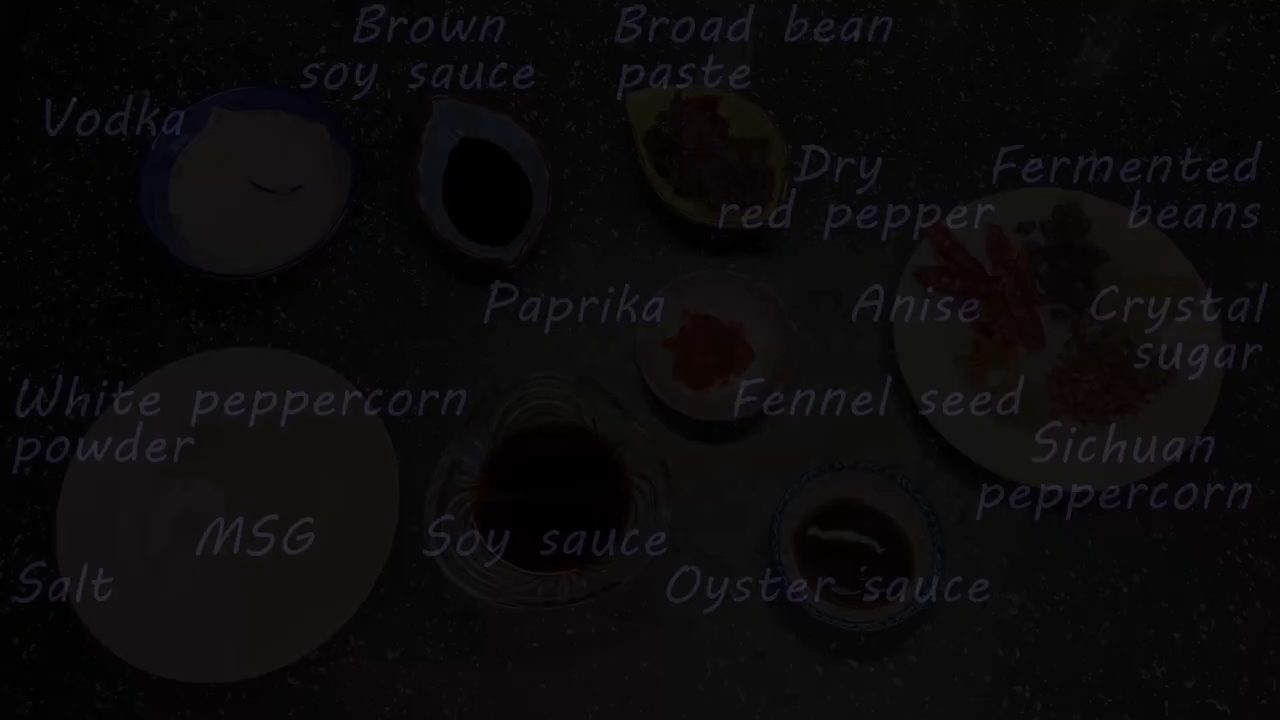 Brown
soy sauce
Broad bean
paste
Vodka
Dry
red pepper
Fermented
beans
Paprika
Anise
Crystal
sugar
White peppercorn
powder
Fennel seed
Sichuan
peppercorn
MSG
Soy sauce
Salt
Oyster sauce